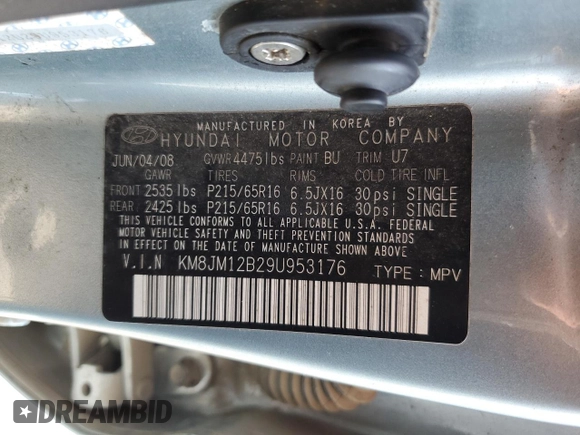 MANUFACTURED IN KOREA BY
HYUNDAI MOTOR COMPANY
JUN/04/08 GVWR 4475lbs PAINT BU TRIM U7
GAWR TIRES RIMS COLD TIRE INFL
FRONT 2535lbs P215/65R16 6.5JX16 30psi SINGLE
REAR 2425lbs P215/65R16 6.5JX16 30psi SINGLE
THIS VEHICLE CONFORMS TO ALL APPLICABLE U.S.A. FEDERAL
MOTOR VEHICLE SAFETY AND THEFT PREVENTION STANDARDS
IN EFFECT ON THE DATE OF MANUFACTURE SHOWN ABOVE.
V.I.N KM8JM12B29U953176 TYPE : MPV
DREAMBID